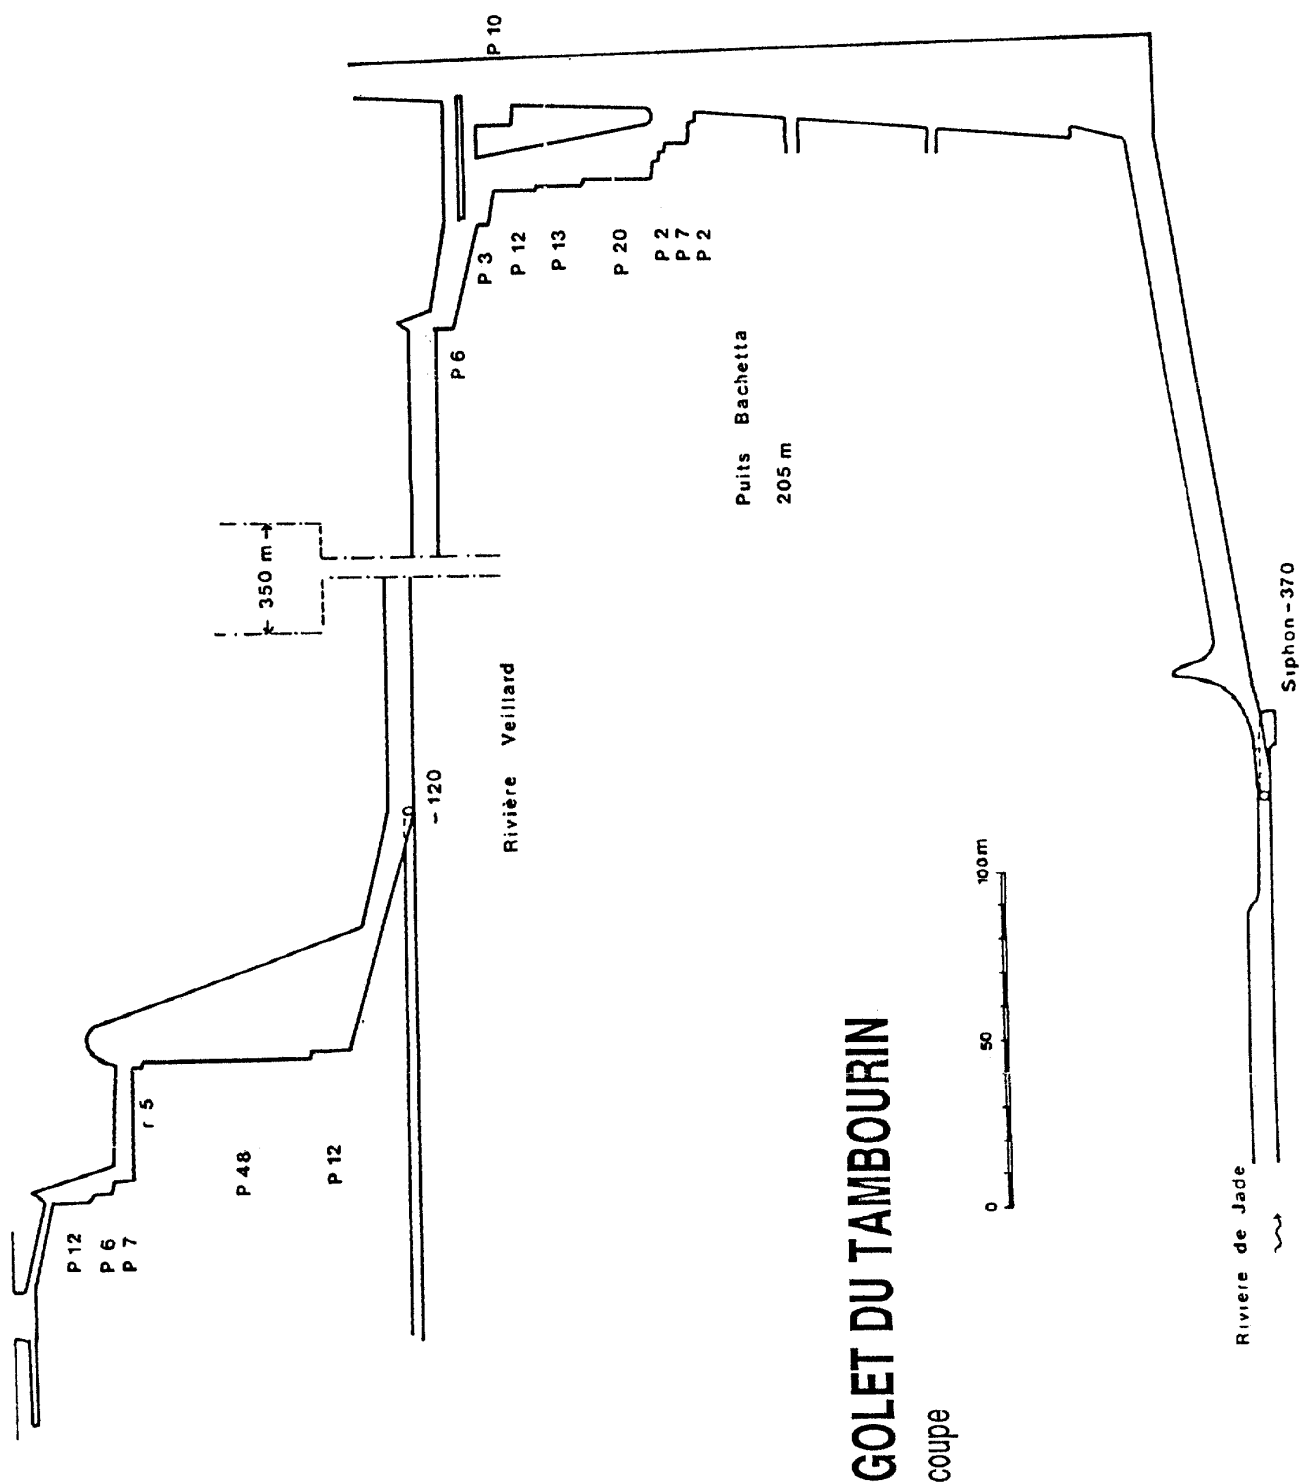 P 12
P 6
P 7
r 5
P 48
P 12
-120
Rivière Veillard
350 m
P 6
P 3
P 12
P 13
P 20
P 2
P 7
P 2
P 10
Puits Bachetta
205 m
GOLET DU TAMBOURIN
coupe
0
50
100m
Rivière de Jade
Siphon-370